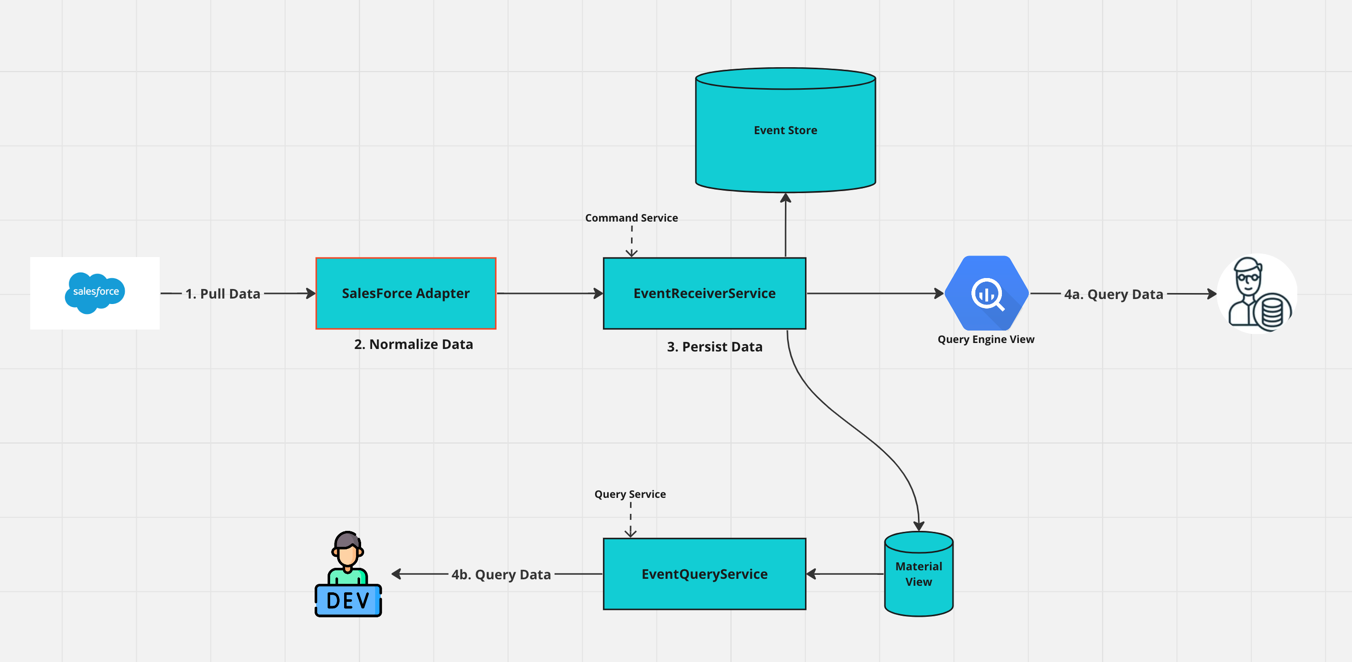 Event Store
Command Service
salesforce
1. Pull Data
SalesForce Adapter
EventReceiverService
4a. Query Data
2. Normalize Data
3. Persist Data
Query Engine View
Query Service
4b. Query Data
EventQueryService
Material
View
DEV